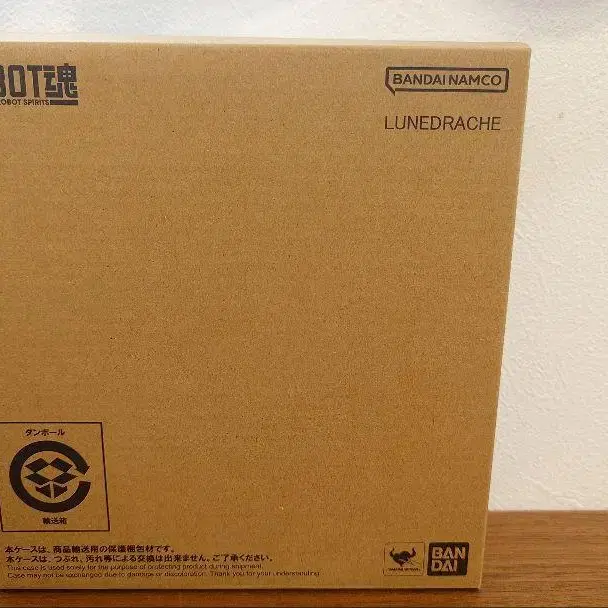 BOT魂
ROBOT SPIRITS
BANDAI NAMCO
LUNEDRACHE
ダンボール
輸送箱
本ケースは、商品輸送用の保護梱包材です。
本ケースは、つぶれ、汚れ等による交換は出来ません。ご了承ください。
This case is used solely for the purpose of protecting product during shipment.
Case may not be exchanged due to damage or discoloration. Thank you for your understanding.
BAN
DAI